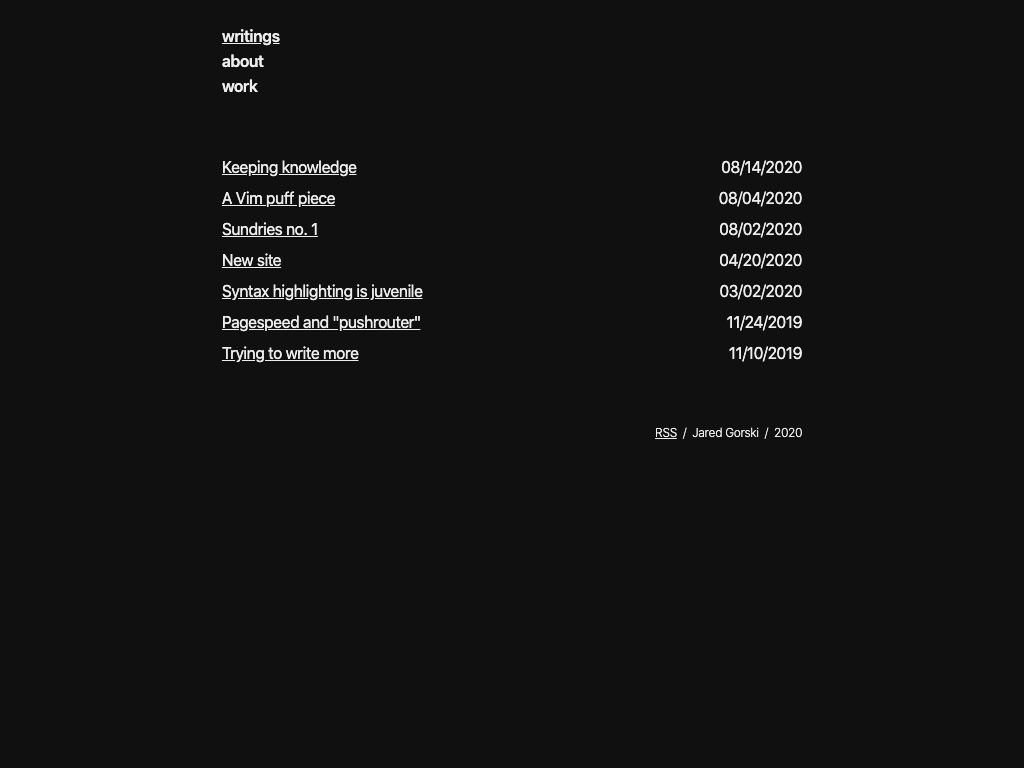 writings
about
work
Keeping knowledge 08/14/2020
A Vim puff piece 08/04/2020
Sundries no. 1 08/02/2020
New site 04/20/2020
Syntax highlighting is juvenile 03/02/2020
Pagespeed and "pushrouter" 11/24/2019
Trying to write more 11/10/2019
RSS / Jared Gorski / 2020